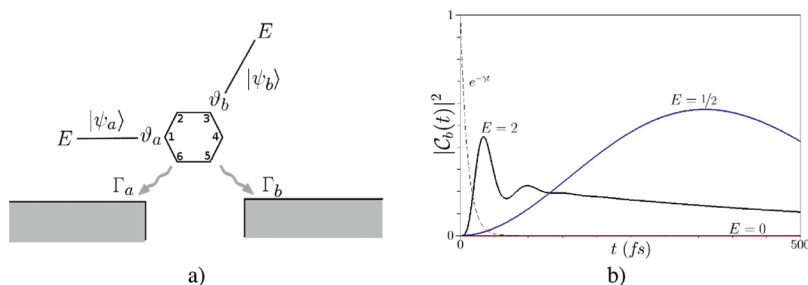 E
|ψ_b⟩
ϑ_b
|ψ_a⟩
E
ϑ_a
2 3
1 4
6 5
Γ_a
Γ_b
a)
1
e^{-γt}
E = 1/2
E = 2
|𝒞_b(t)|^2
E = 0
0
0
t (fs)
500
b)